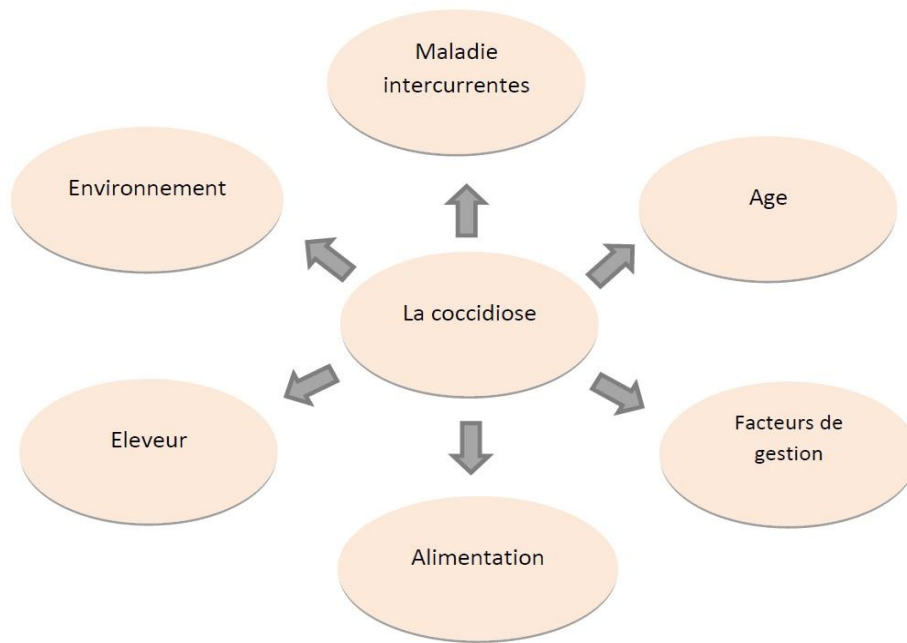 Maladie
intercurrentes
Environnement
Age
La coccidiose
Eleveur
Facteurs de
gestion
Alimentation